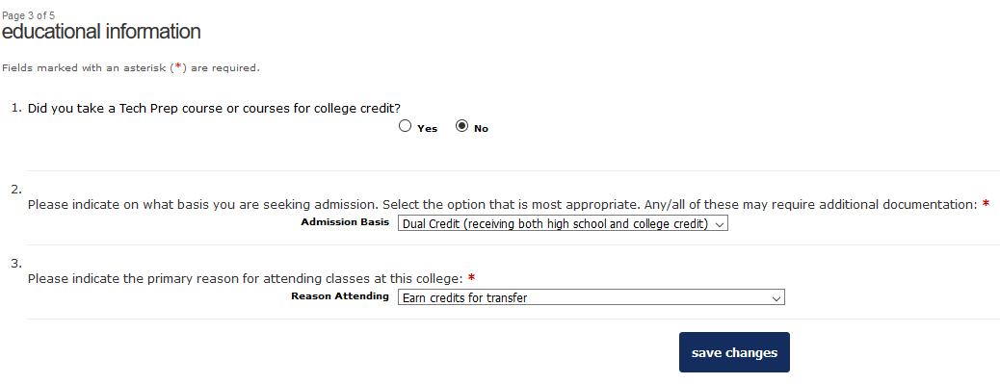 Page 3 of 5
educational information
Fields marked with an asterisk (*) are required.
1. Did you take a Tech Prep course or courses for college credit?
Yes No
2.
Please indicate on what basis you are seeking admission. Select the option that is most appropriate. Any/all of these may require additional documentation: *
Admission Basis Dual Credit (receiving both high school and college credit)
3.
Please indicate the primary reason for attending classes at this college: *
Reason Attending Earn credits for transfer
save changes